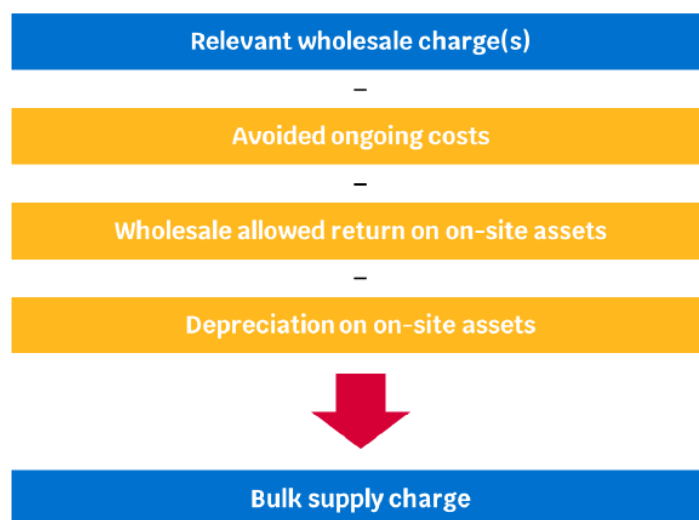 Relevant wholesale charge(s)
–
Avoided ongoing costs
–
Wholesale allowed return on on-site assets
–
Depreciation on on-site assets
Bulk supply charge